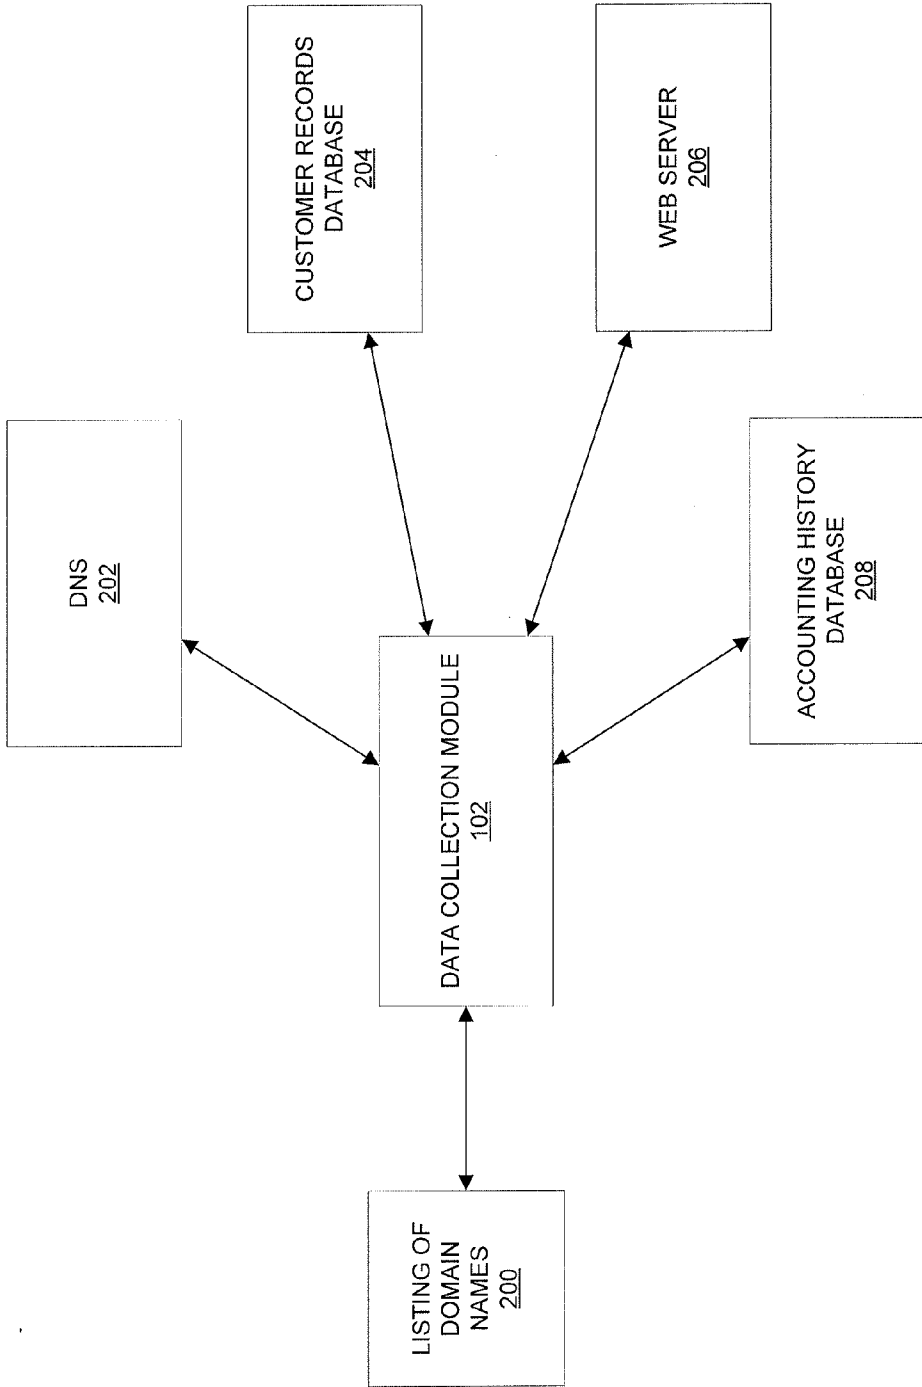 DNS
202
CUSTOMER RECORDS
DATABASE
204
LISTING OF
DOMAIN
NAMES
200
DATA COLLECTION MODULE
102
WEB SERVER
206
ACCOUNTING HISTORY
DATABASE
208